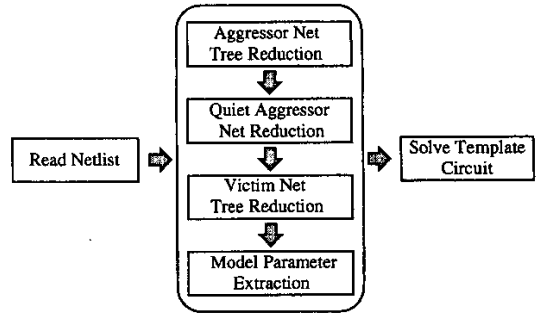 Read Netlist
Aggressor Net
Tree Reduction
Quiet Aggressor
Net Reduction
Victim Net
Tree Reduction
Model Parameter
Extraction
Solve Template
Circuit